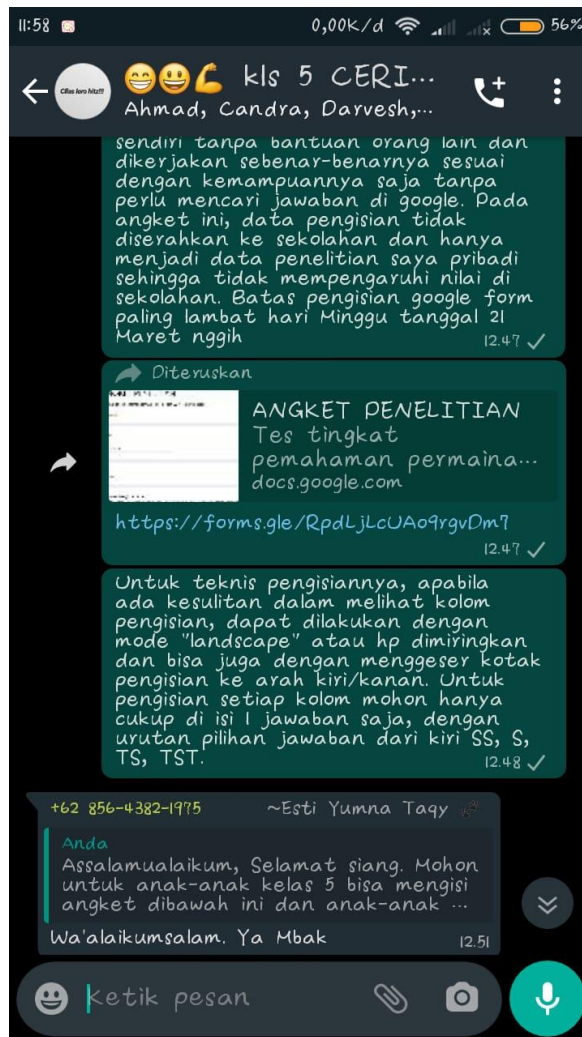 11:58 0,00K/d 56%
😁😃💪 kls 5 CERI...
Ahmad, Candra, Darvesh,...
sendiri tanpa bantuan orang lain dan
dikerjakan sebenar-benarnya sesuai
dengan kemampuannya saja tanpa
perlu mencari jawaban di google. Pada
angket ini, data pengisian tidak
diserahkan ke sekolahan dan hanya
menjadi data penelitian saya pribadi
sehingga tidak mempengaruhi nilai di
sekolahan. Batas pengisian google form
paling lambat hari Minggu tanggal 21
Maret nggih
12.47
Diteruskan
ANGKET PENELITIAN
Tes tingkat
pemahaman permaina...
docs.google.com
https://forms.gle/RpdLjLcUAo9rgvDm7
12.47
Untuk teknis pengisiannya, apabila
ada kesulitan dalam melihat kolom
pengisian, dapat dilakukan dengan
mode "landscape" atau hp dimiringkan
dan bisa juga dengan menggeser kotak
pengisian ke arah kiri/kanan. Untuk
pengisian setiap kolom mohon hanya
cukup di isi 1 jawaban saja, dengan
urutan pilihan jawaban dari kiri SS, S,
TS, TST.
12.48
+62 856-4382-1975 ~Esti Yumna Taqy
Anda
Assalamualaikum, Selamat siang. Mohon
untuk anak-anak kelas 5 bisa mengisi
angket dibawah ini dan anak-anak ...
Wa'alaikumsalam. Ya Mbak
12.51
Ketik pesan